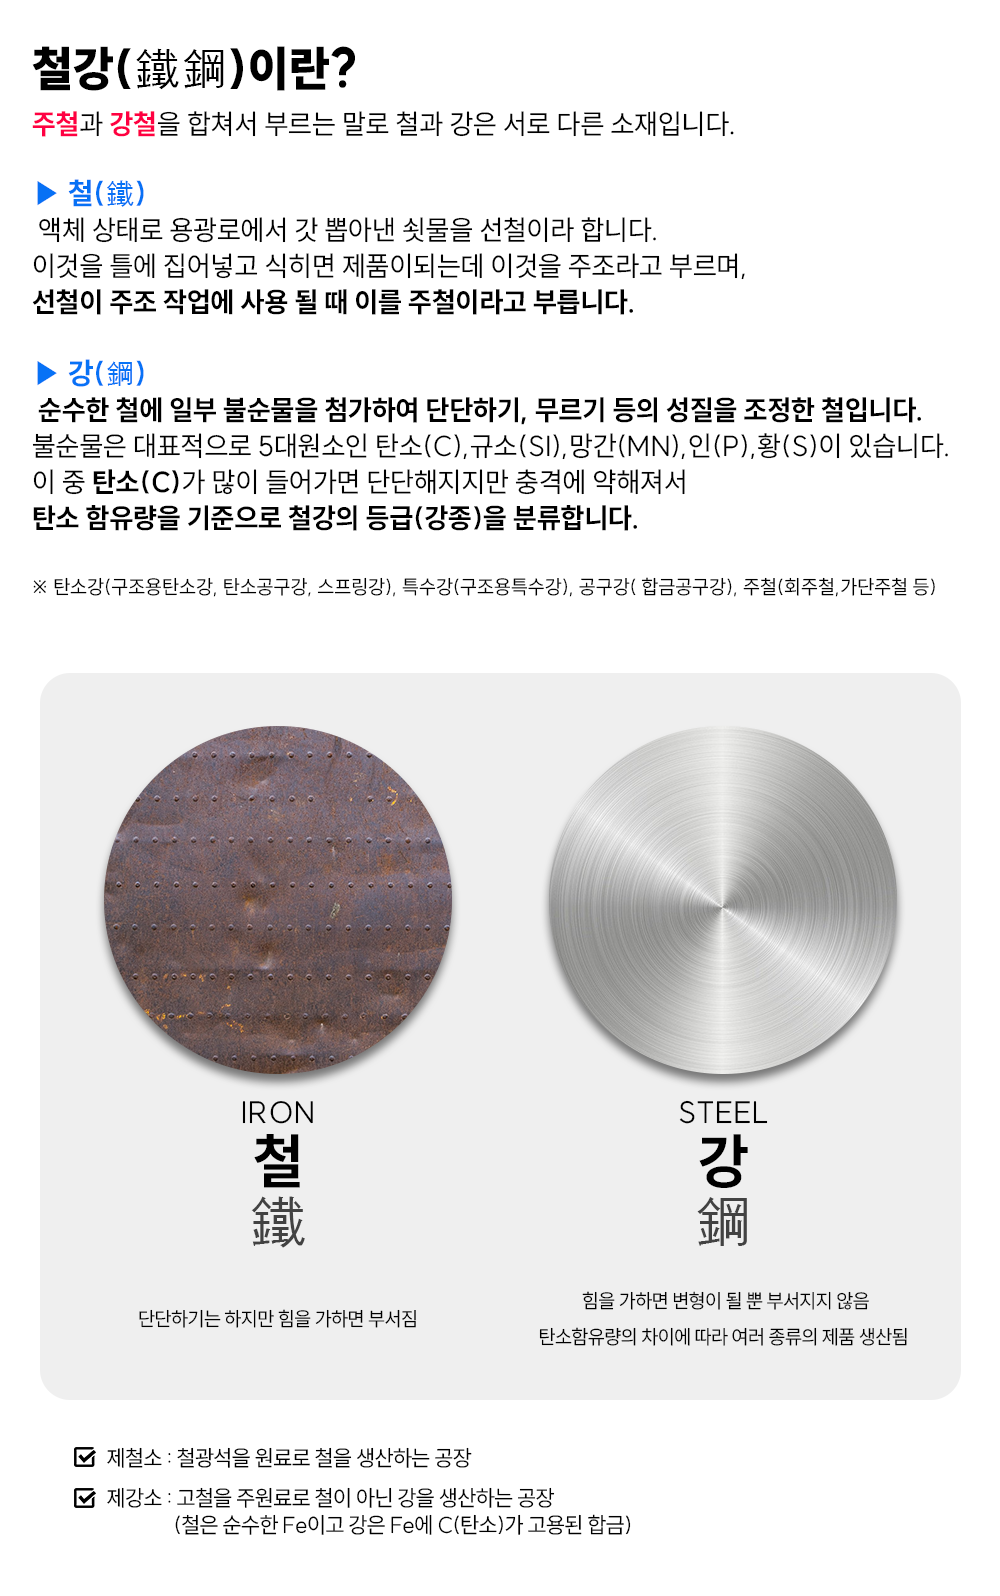 철강(鐵鋼)이란?
주철과 강철을 합쳐서 부르는 말로 철과 강은 서로 다른 소재입니다.
▶ 철(鐵)
액체 상태로 용광로에서 갓 뽑아낸 쇳물을 선철이라 합니다.
이것을 틀에 집어넣고 식히면 제품이되는데 이것을 주조라고 부르며,
선철이 주조 작업에 사용 될 때 이를 주철이라고 부릅니다.
▶ 강(鋼)
순수한 철에 일부 불순물을 첨가하여 단단하기, 무르기 등의 성질을 조정한 철입니다.
불순물은 대표적으로 5대원소인 탄소(C),규소(SI),망간(MN),인(P),황(S)이 있습니다.
이 중 탄소(C)가 많이 들어가면 단단해지지만 충격에 약해져서
탄소 함유량을 기준으로 철강의 등급(강종)을 분류합니다.
※ 탄소강(구조용탄소강, 탄소공구강, 스프링강), 특수강(구조용특수강), 공구강( 합금공구강), 주철(회주철,가단주철 등)
IRON
철
鐵
단단하기는 하지만 힘을 가하면 부서짐
STEEL
강
鋼
힘을 가하면 변형이 될 뿐 부서지지 않음
탄소함유량의 차이에 따라 여러 종류의 제품 생산됨
제철소 : 철광석을 원료로 철을 생산하는 공장
제강소 : 고철을 주원료로 철이 아닌 강을 생산하는 공장
(철은 순수한 Fe이고 강은 Fe에 C(탄소)가 고용된 합금)